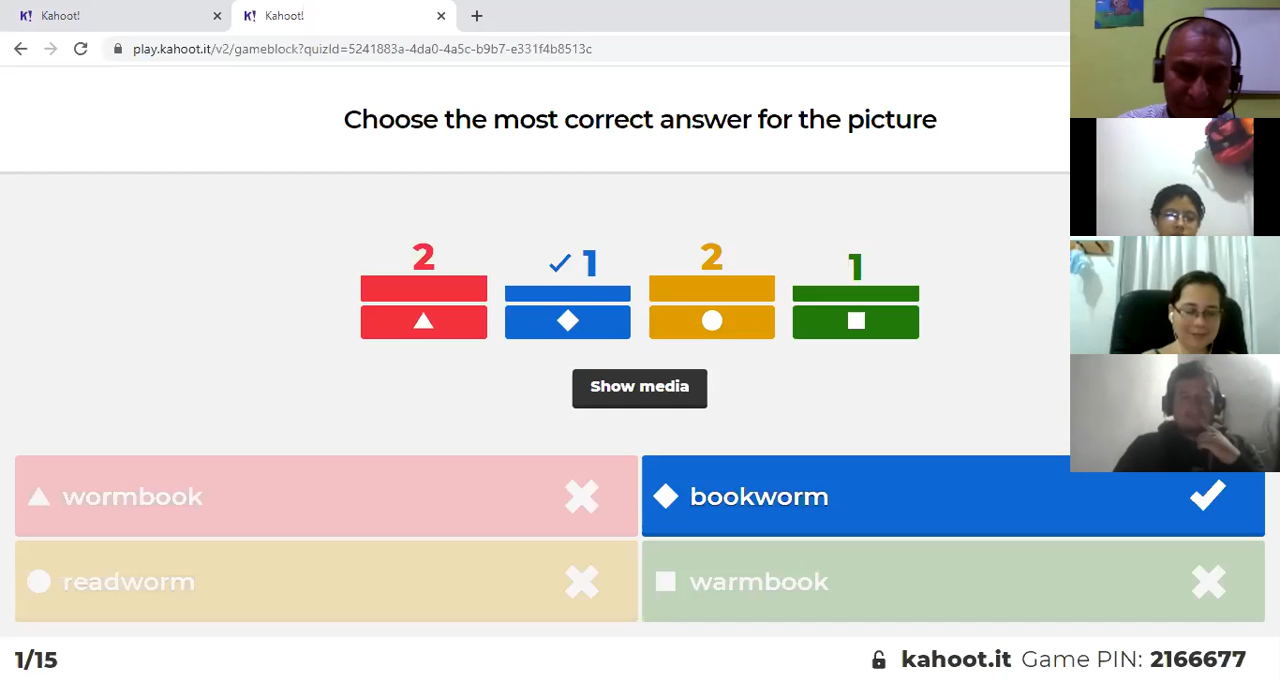 K! Kahoot! ✕ K! Kahoot! ✕ +
play.kahoot.it/v2/gameblock?quizId=5241883a-4da0-4a5c-b9b7-e331f4b8513c
Choose the most correct answer for the picture
2 1 2 1
Show media
wormbook
bookworm
readworm
warmbook
1/15
kahoot.it Game PIN: 2166677